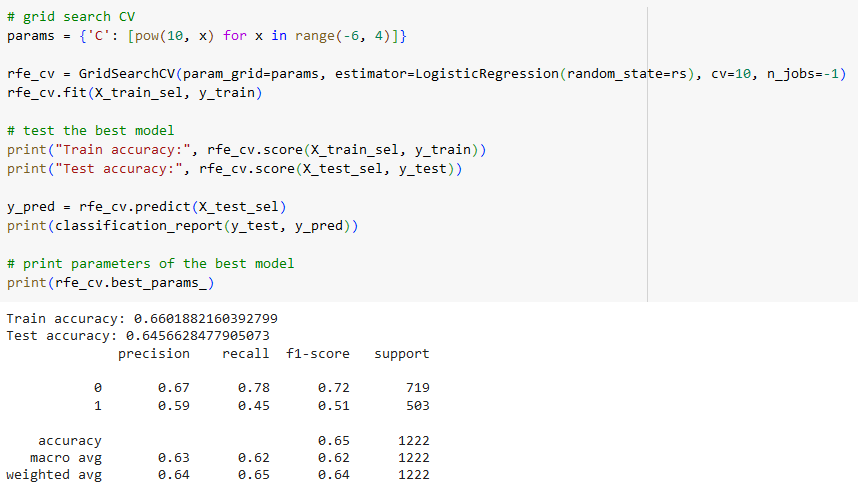 # grid search CV
params = {'C': [pow(10, x) for x in range(-6, 4)]}
rfe_cv = GridSearchCV(param_grid=params, estimator=LogisticRegression(random_state=rs), cv=10, n_jobs=-1)
rfe_cv.fit(X_train_sel, y_train)
# test the best model
print("Train accuracy:", rfe_cv.score(X_train_sel, y_train))
print("Test accuracy:", rfe_cv.score(X_test_sel, y_test))
y_pred = rfe_cv.predict(X_test_sel)
print(classification_report(y_test, y_pred))
# print parameters of the best model
print(rfe_cv.best_params_)
Train accuracy: 0.6601882160392799
Test accuracy: 0.6456628477905073
precision recall f1-score support
0 0.67 0.78 0.72 719
1 0.59 0.45 0.51 503
accuracy 0.65 1222
macro avg 0.63 0.62 0.62 1222
weighted avg 0.64 0.65 0.64 1222